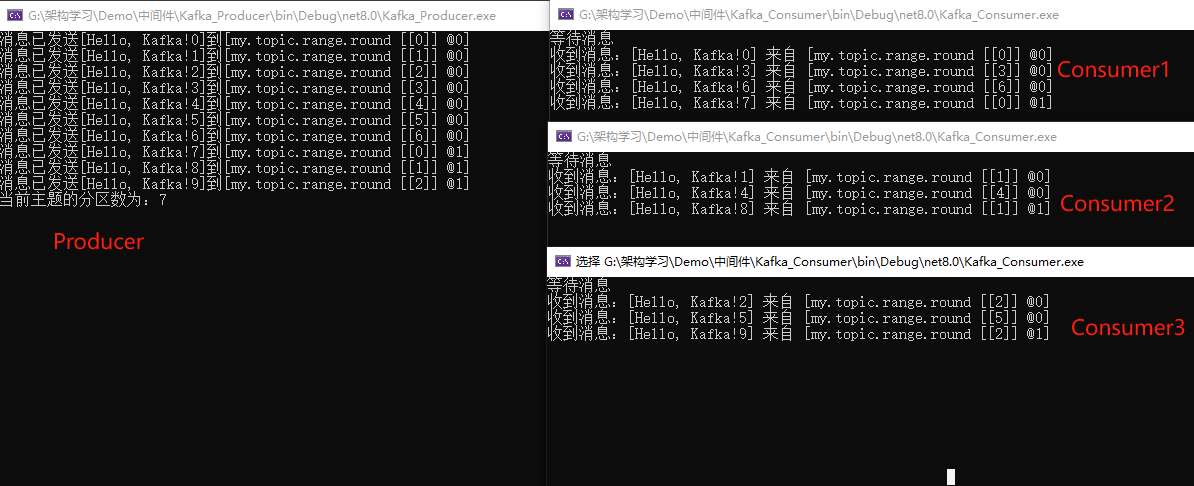 G:\架构学习\Demo\中间件\Kafka_Producer\bin\Debug\net8.0\Kafka_Producer.exe
消息已发送[Hello, Kafka!0]到[my.topic.range.round [[0]] @0]
消息已发送[Hello, Kafka!1]到[my.topic.range.round [[1]] @0]
消息已发送[Hello, Kafka!2]到[my.topic.range.round [[2]] @0]
消息已发送[Hello, Kafka!3]到[my.topic.range.round [[3]] @0]
消息已发送[Hello, Kafka!4]到[my.topic.range.round [[4]] @0]
消息已发送[Hello, Kafka!5]到[my.topic.range.round [[5]] @0]
消息已发送[Hello, Kafka!6]到[my.topic.range.round [[6]] @0]
消息已发送[Hello, Kafka!7]到[my.topic.range.round [[0]] @1]
消息已发送[Hello, Kafka!8]到[my.topic.range.round [[1]] @1]
消息已发送[Hello, Kafka!9]到[my.topic.range.round [[2]] @1]
当前主题的分区数为: 7
Producer
G:\架构学习\Demo\中间件\Kafka_Consumer\bin\Debug\net8.0\Kafka_Consumer.exe
等待消息
收到消息: [Hello, Kafka!0] 来自 [my.topic.range.round [[0]] @0]
收到消息: [Hello, Kafka!3] 来自 [my.topic.range.round [[3]] @0]
收到消息: [Hello, Kafka!6] 来自 [my.topic.range.round [[6]] @0]
收到消息: [Hello, Kafka!7] 来自 [my.topic.range.round [[0]] @1]
Consumer1
G:\架构学习\Demo\中间件\Kafka_Consumer\bin\Debug\net8.0\Kafka_Consumer.exe
等待消息
收到消息: [Hello, Kafka!1] 来自 [my.topic.range.round [[1]] @0]
收到消息: [Hello, Kafka!4] 来自 [my.topic.range.round [[4]] @0]
收到消息: [Hello, Kafka!8] 来自 [my.topic.range.round [[1]] @1]
Consumer2
选择 G:\架构学习\Demo\中间件\Kafka_Consumer\bin\Debug\net8.0\Kafka_Consumer.exe
等待消息
收到消息: [Hello, Kafka!2] 来自 [my.topic.range.round [[2]] @0]
收到消息: [Hello, Kafka!5] 来自 [my.topic.range.round [[5]] @0]
收到消息: [Hello, Kafka!9] 来自 [my.topic.range.round [[2]] @1]
Consumer3